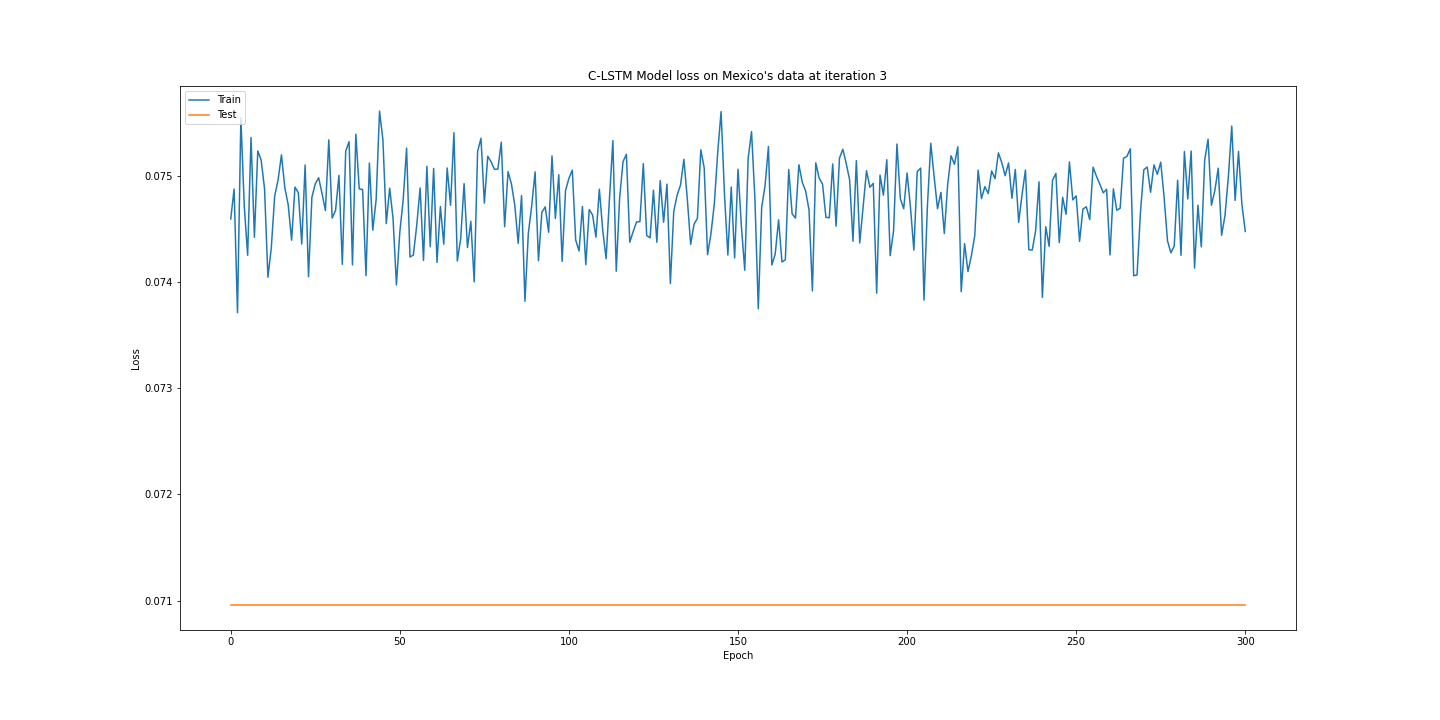 C-LSTM Model loss on Mexico's data at iteration 3
Train
Test
0.075
0.074
0.073
0.072
0.071
Loss
0 50 100 150 200 250 300
Epoch